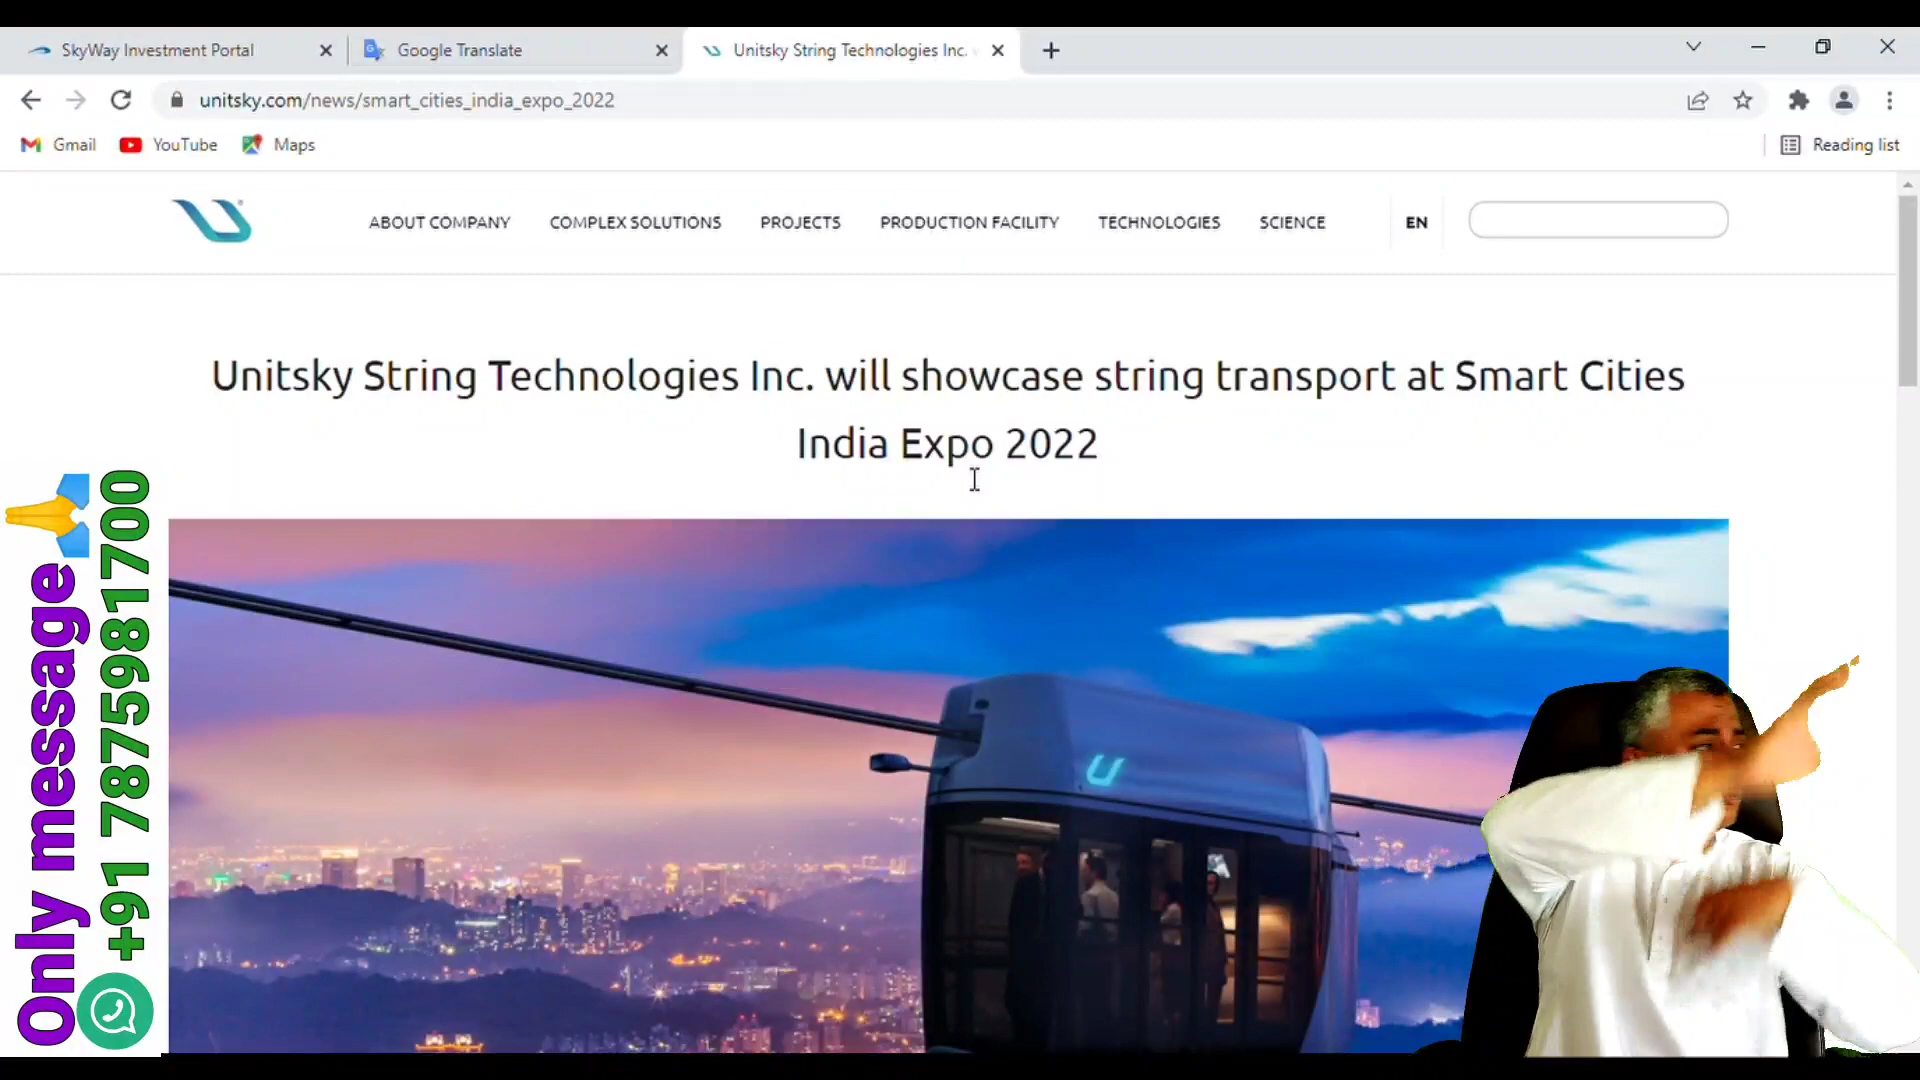 SkyWay Investment Portal
Google Translate
Unitsky String Technologies Inc.
unitsky.com/news/smart_cities_india_expo_2022
Gmail
YouTube
Maps
Reading list
ABOUT COMPANY
COMPLEX SOLUTIONS
PROJECTS
PRODUCTION FACILITY
TECHNOLOGIES
SCIENCE
EN
Unitsky String Technologies Inc. will showcase string transport at Smart Cities
India Expo 2022
Only message🙏
+91 7875981700